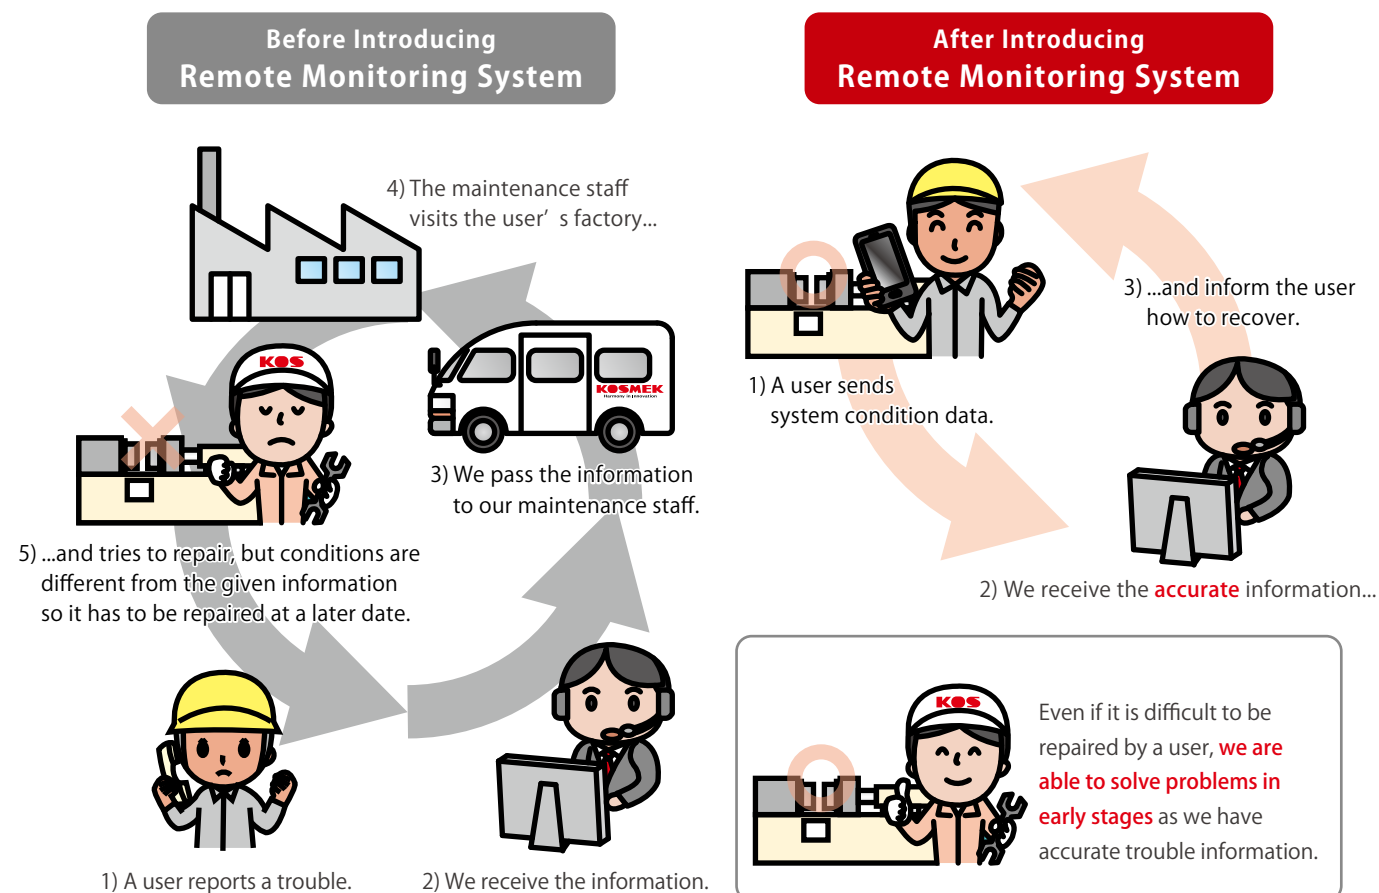 Before Introducing
Remote Monitoring System
4) The maintenance staff
visits the user’ s factory...
KOS
KOSMEK
Harmony in Innovation
3) We pass the information
to our maintenance staff.
5) ...and tries to repair, but conditions are
different from the given information
so it has to be repaired at a later date.
1) A user reports a trouble.
2) We receive the information.
After Introducing
Remote Monitoring System
3) ...and inform the user
how to recover.
1) A user sends
system condition data.
2) We receive the accurate information...
KOS
Even if it is difficult to be
repaired by a user, we are
able to solve problems in
early stages as we have
accurate trouble information.